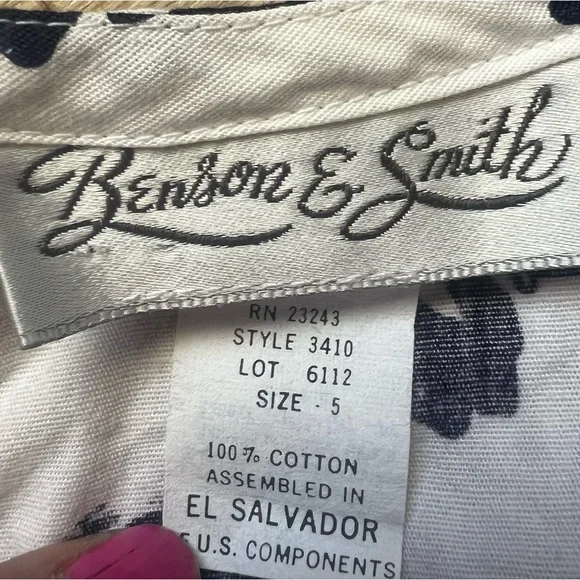 Benson & Smith
RN 23243
STYLE 3410
LOT 6112
SIZE - 5
100% COTTON
ASSEMBLED IN
EL SALVADOR
U.S. COMPONENTS